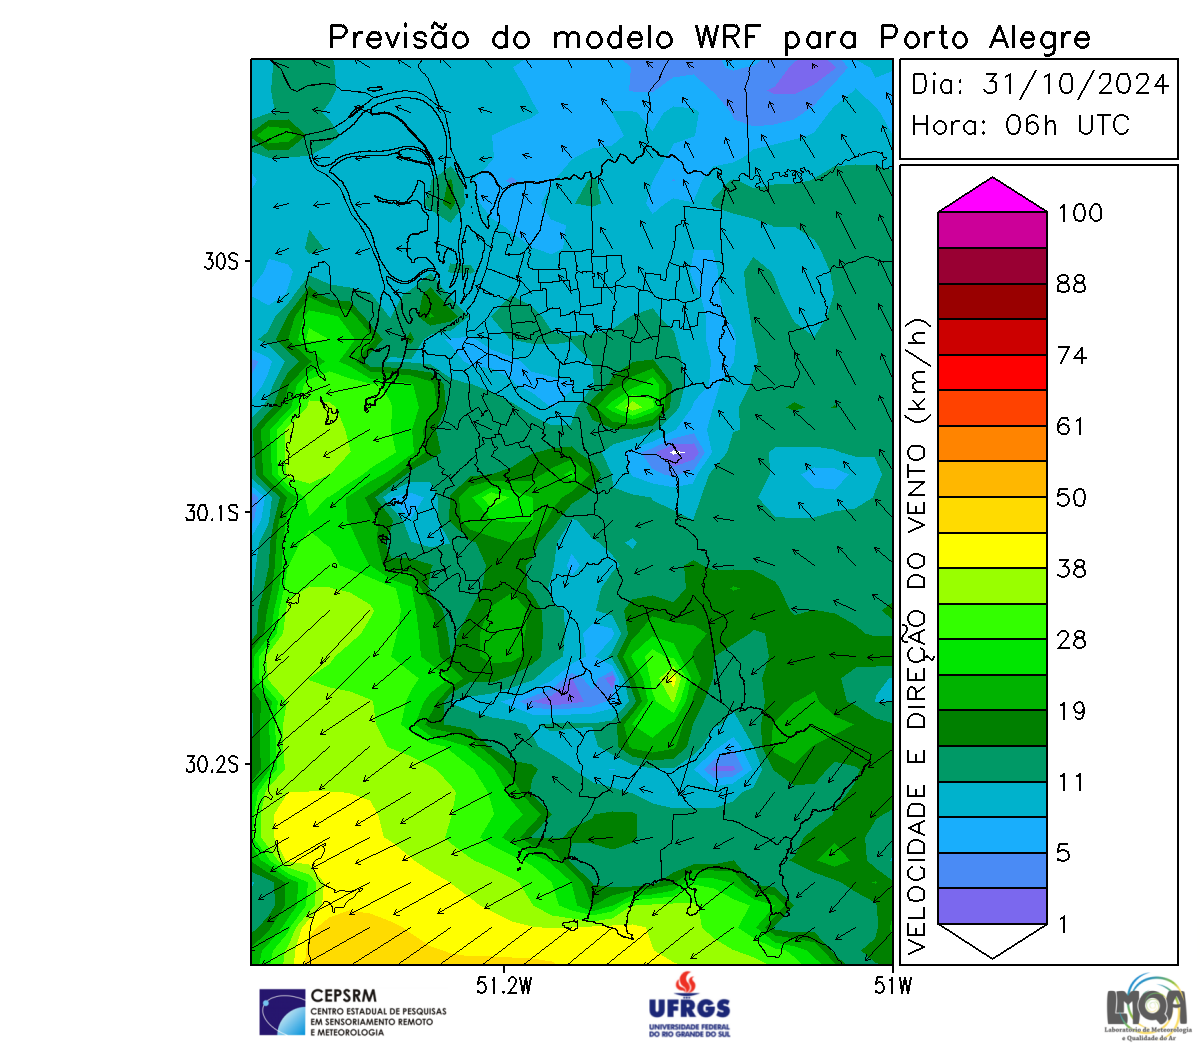 Previsão do modelo WRF para Porto Alegre
Dia: 31/10/2024
Hora: 06h UTC
100
88
74
61
50
38
28
19
11
5
1
VELOCIDADE E DIREÇÃO DO VENTO (km/h)
30S
30.1S
30.2S
51.2W
51W
CEPSRM
CENTRO ESTADUAL DE PESQUISAS
EM SENSORIAMENTO REMOTO
E METEOROLOGIA
UFRGS
UNIVERSIDADE FEDERAL
DO RIO GRANDE DO SUL
LMQA
Laboratório de Meteorologia
e Qualidade do Ar